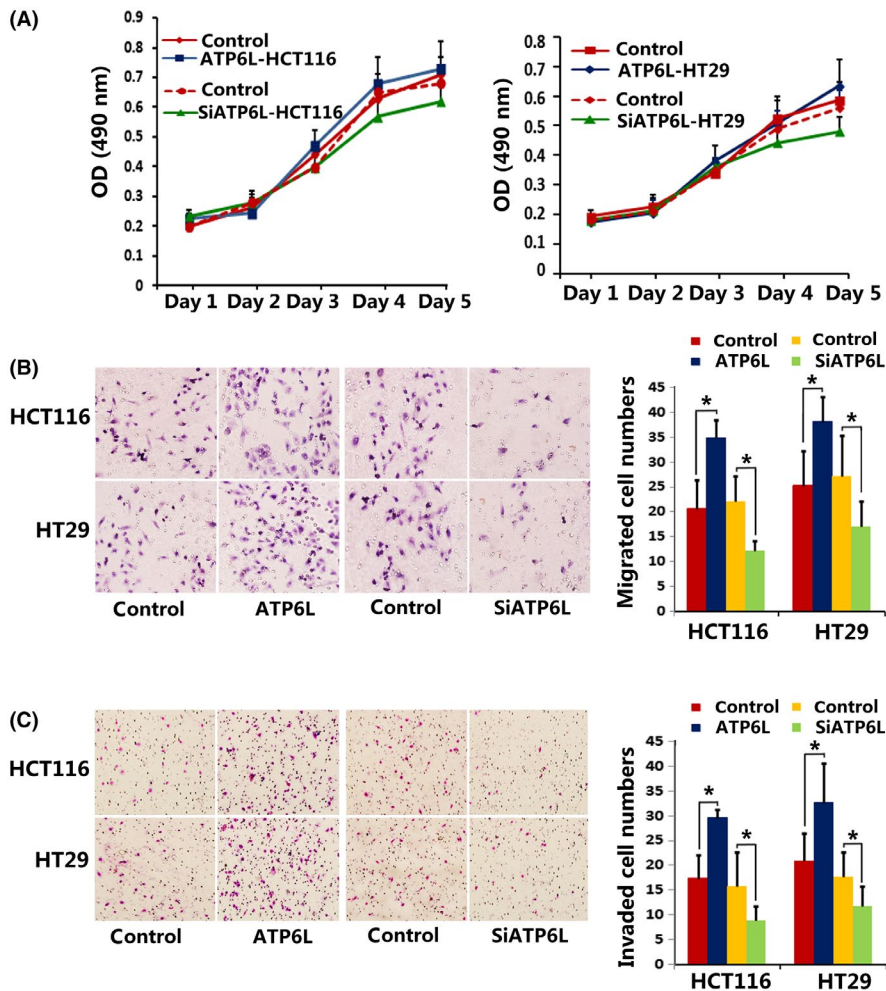 (A)
0.9
0.8
0.7
0.6
0.5
0.4
0.3
0.2
0.1
0
OD (490 nm)
Control
ATP6L-HCT116
Control
SiATP6L-HCT116
Day 1 Day 2 Day 3 Day 4 Day 5
0.8
0.7
0.6
0.5
0.4
0.3
0.2
0.1
0
OD (490 nm)
Control
ATP6L-HT29
Control
SiATP6L-HT29
Day 1 Day 2 Day 3 Day 4 Day 5
(B)
HCT116
HT29
Control ATP6L Control SiATP6L
Control Control
ATP6L SiATP6L
45
40
35
30
25
20
15
10
5
0
Migrated cell numbers
* * * *
HCT116 HT29
(C)
HCT116
HT29
Control ATP6L Control SiATP6L
Control Control
ATP6L SiATP6L
45
40
35
30
25
20
15
10
5
0
Invaded cell numbers
* * * *
HCT116 HT29